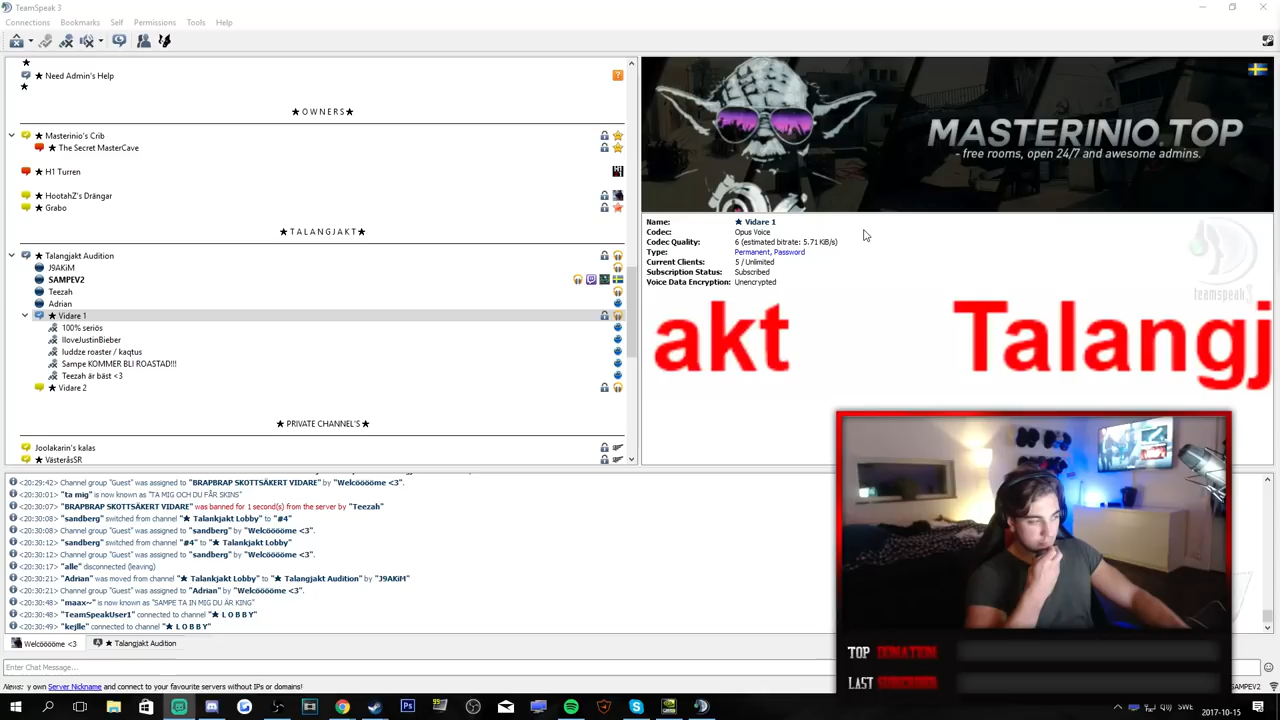 TeamSpeak 3
Connections Bookmarks Self Permissions Tools Help
★
★ Need Admin's Help
★
★ O W N E R S ★
★ Masterinio's Crib
★ The Secret MasterCave
★ H1 Turren
★ HootahZ's Drängar
★ Grabo
★ T A L A N G J A K T ★
Talangjakt Audition
J9AKiM
SAMPEV2
Teezah
Adrian
★ Vidare 1
100% seriös
IloveJustinBieber
luddze roaster / kaqtus
Sampe KOMMER BLI ROASTAD!!!
Teezah är bäst <3
★ Vidare 2
★ PRIVATE CHANNEL'S ★
Joolakarin's kalas
★ VästeråsSR
MASTERINIO.TOP
- free rooms, open 24/7 and awesome admins.
Name: ★ Vidare 1
Codec: Opus Voice
Codec Quality: 6 (estimated bitrate: 5.71 KiB/s)
Type: Permanent, Password
Current Clients: 5 / Unlimited
Subscription Status: Subscribed
Voice Data Encryption: Unencrypted
teamspeak3
akt Talangj
<20:29:42> Channel group "Guest" was assigned to "BRAPBRAP SKOTTSÄKERT VIDARE" by "Welcööööme <3".
<20:30:01> "ta mig" is now known as "TA MIG OCH DU FÅR SKINS"
<20:30:07> "BRAPBRAP SKOTTSÄKERT VIDARE" was banned for 1 second(s) from the server by "Teezah"
<20:30:08> "sandberg" switched from channel "★ Talankjakt Lobby" to "#4"
<20:30:08> Channel group "Guest" was assigned to "sandberg" by "Welcööööme <3".
<20:30:12> "sandberg" switched from channel "#4" to "★ Talankjakt Lobby"
<20:30:12> Channel group "Guest" was assigned to "sandberg" by "Welcööööme <3".
<20:30:17> "alle" disconnected (leaving)
<20:30:21> "Adrian" was moved from channel "★ Talankjakt Lobby" to "★ Talangjakt Audition" by "J9AKiM"
<20:30:21> Channel group "Guest" was assigned to "Adrian" by "Welcööööme <3".
<20:30:48> "maax~~" is now known as "SAMPE TA IN MIG DU ÄR KING"
<20:30:48> "TeamSpeakUser1" connected to channel "★ L O B B Y"
<20:30:49> "kejlle" connected to channel "★ L O B B Y"
Welcööööme <3 ★ Talangjakt Audition
Enter Chat Message...
News: y own Server Nickname and connect to your favourite servers without IPs or domains!
TOP DONATION
LAST
SAMPEV2
SWE
2017-10-15